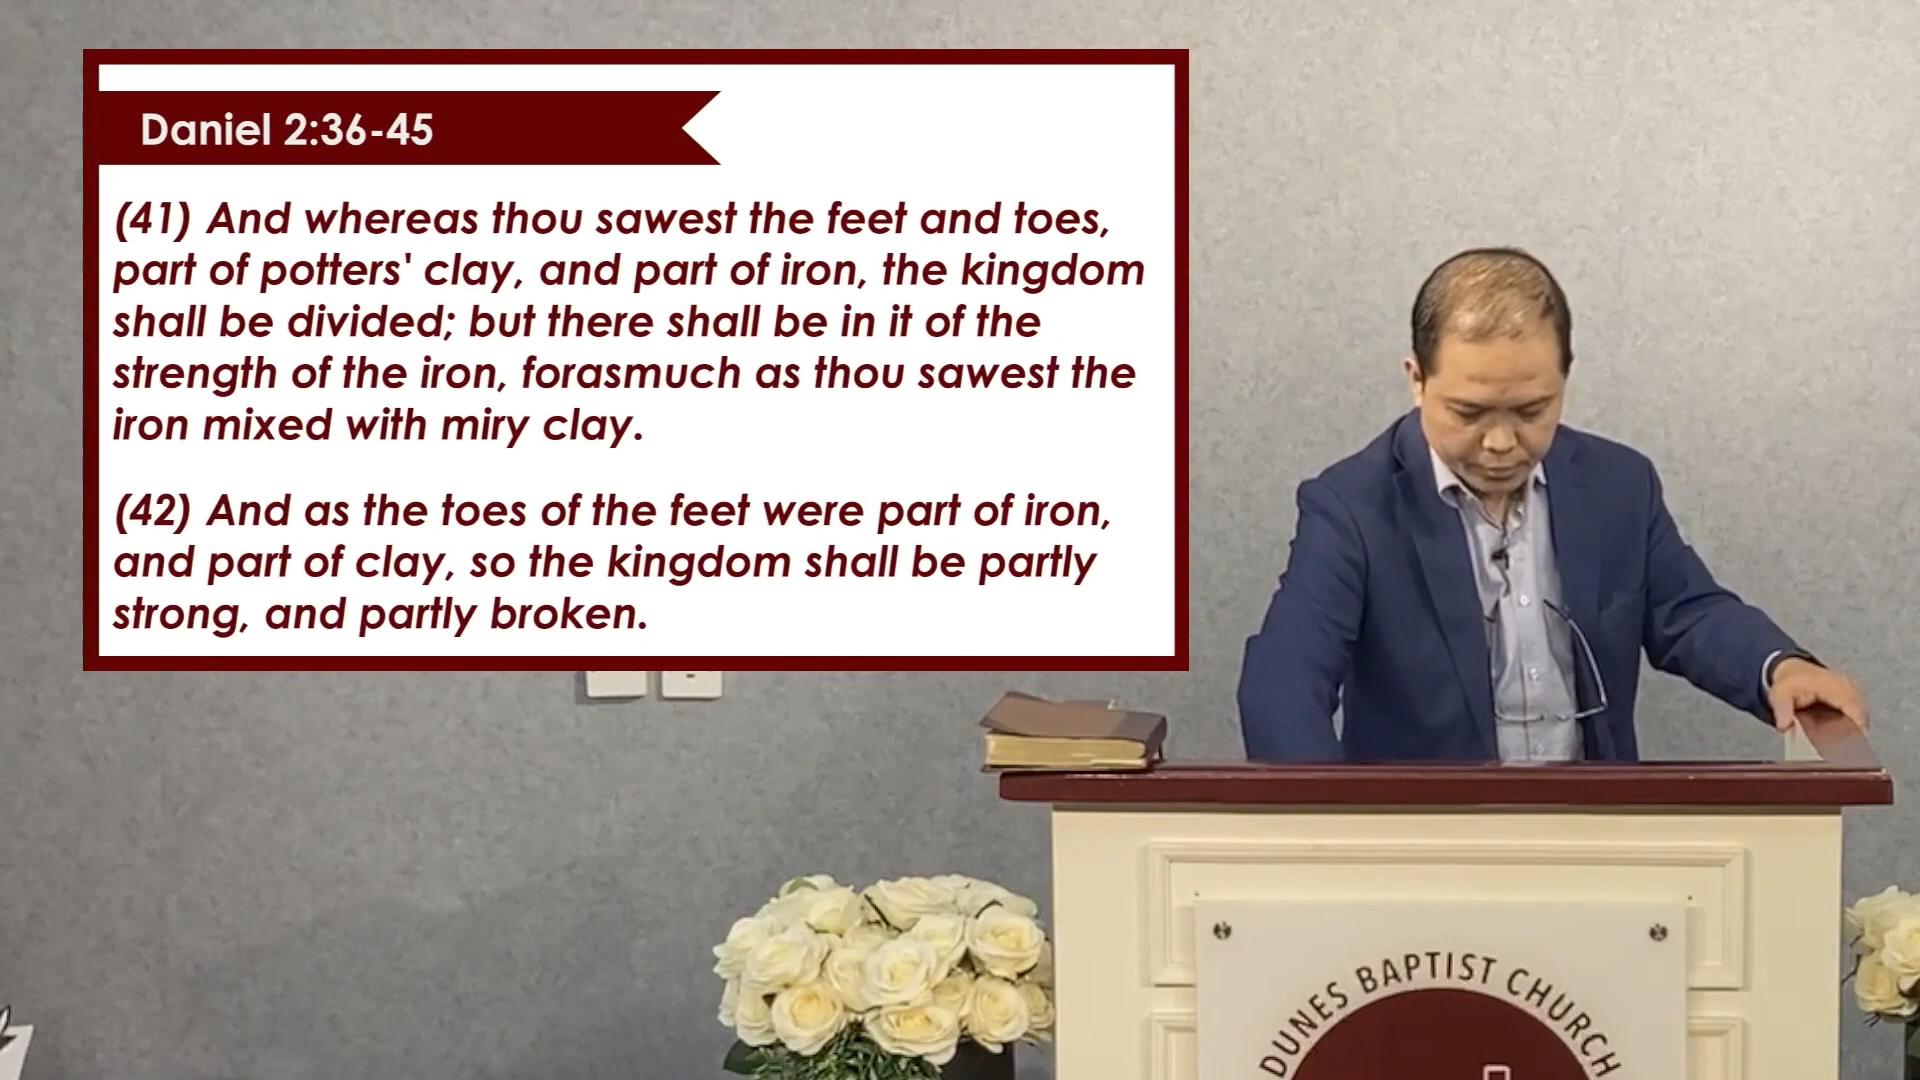 Daniel 2:36-45
(41) And whereas thou sawest the feet and toes,
part of potters' clay, and part of iron, the kingdom
shall be divided; but there shall be in it of the
strength of the iron, forasmuch as thou sawest the
iron mixed with miry clay.
(42) And as the toes of the feet were part of iron,
and part of clay, so the kingdom shall be partly
strong, and partly broken.
DUNES BAPTIST CHURCH